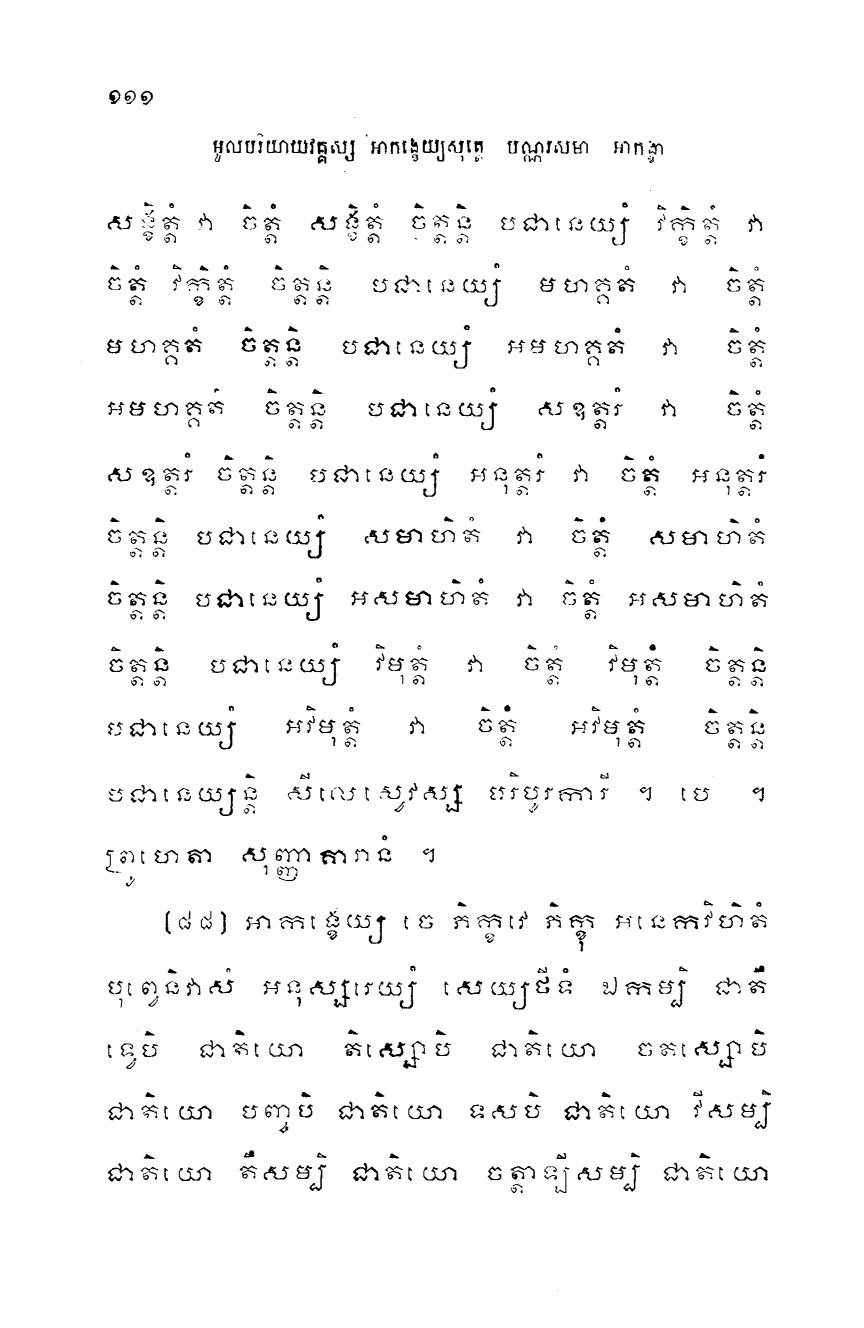 ១១១
មូលបរិយាយវគ្គស្ស អាកង្ខេយ្យសុត្តេ បណ្ណរសមា អាកង្ខា
សង្ខិត្តំ វា ចិត្តំ សង្ខិត្តំ ចិត្តន្តិ បជានេយ្យំ វិក្ខិត្តំ វា
ចិត្តំ វិក្ខិត្តំ ចិត្តន្តិ បជានេយ្យំ មហគ្គតំ វា ចិត្តំ
មហគ្គតំ ចិត្តន្តិ បជានេយ្យំ អមហគ្គតំ វា ចិត្តំ
អមហគ្គតំ ចិត្តន្តិ បជានេយ្យំ សឧត្តរំ វា ចិត្តំ
សឧត្តរំ ចិត្តន្តិ បជានេយ្យំ អនុត្តរំ វា ចិត្តំ អនុត្តរំ
ចិត្តន្តិ បជានេយ្យំ សមាហិតំ វា ចិត្តំ សមាហិតំ
ចិត្តន្តិ បជានេយ្យំ អសមាហិតំ វា ចិត្តំ អសមាហិតំ
ចិត្តន្តិ បជានេយ្យំ វិមុត្តំ វា ចិត្តំ វិមុត្តំ ចិត្តន្តិ
បជានេយ្យំ អវិមុត្តំ វា ចិត្តំ អវិមុត្តំ ចិត្តន្តិ
បជានេយ្យន្តិ សីលេស្វេវស្ស បរិបូរការី ។ បេ ។
ព្រូហេតា សុញ្ញាគារានំ ។
(៨៨) អាកង្ខេយ្យ ចេ ភិក្ខវេ ភិក្ខុ អនេកវិហិតំ
បុព្វេនិវាសំ អនុស្សរេយ្យំ សេយ្យថីទំ ឯកម្បិ ជាតឹ
ទ្វេបិ ជាតិយោ តិស្សោបិ ជាតិយោ ចតស្សោបិ
ជាតិយោ បញ្ចបិ ជាតិយោ ទសបិ ជាតិយោ វីសម្បិ
ជាតិយោ តឹសម្បិ ជាតិយោ ចត្តាឡីសម្បិ ជាតិយោ